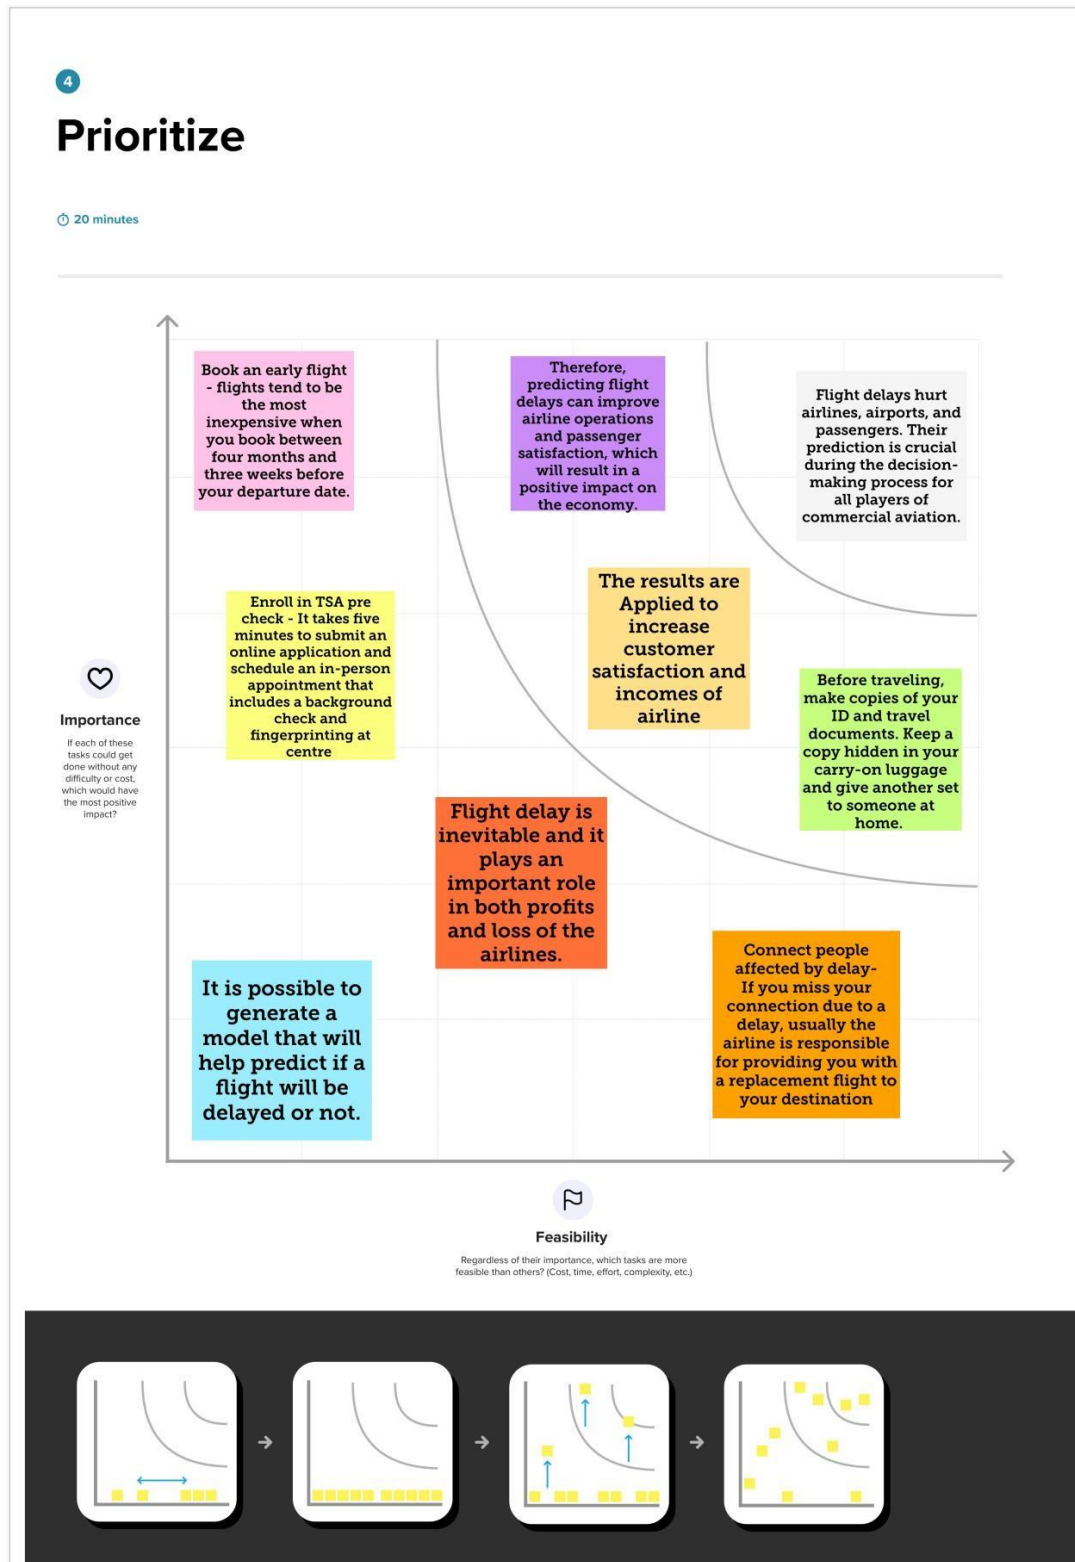 4
Prioritize
20 minutes
Book an early flight
- flights tend to be
the most
inexpensive when
you book between
four months and
three weeks before
your departure date.
Therefore,
predicting flight
delays can improve
airline operations
and passenger
satisfaction, which
will result in a
positive impact on
the economy.
Flight delays hurt
airlines, airports, and
passengers. Their
prediction is crucial
during the decision-
making process for
all players of
commercial aviation.
Enroll in TSA pre
check - It takes five
minutes to submit an
online application and
schedule an in-person
appointment that
includes a background
check and
fingerprinting at
centre
The results are
Applied to
increase
customer
satisfaction and
incomes of
airline
Before traveling,
make copies of your
ID and travel
documents. Keep a
copy hidden in your
carry-on luggage
and give another set
to someone at
home.
Importance
If each of these
tasks could get
done without any
difficulty or cost,
which would have
the most positive
impact?
Flight delay is
inevitable and it
plays an
important role
in both profits
and loss of the
airlines.
It is possible to
generate a
model that will
help predict if a
flight will be
delayed or not.
Connect people
affected by delay-
If you miss your
connection due to a
delay, usually the
airline is responsible
for providing you with
a replacement flight to
your destination
Feasibility
Regardless of their importance, which tasks are more
feasible than others? (Cost, time, effort, complexity, etc.)